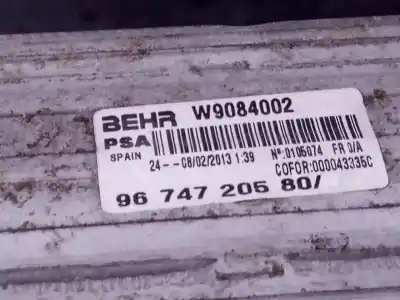 BEHR W9084002
PSA
SPAIN 24--08/02/2013 1:39 Nº:0105074 FR 0/A
COFOR:000043335C
96 747 205 80/